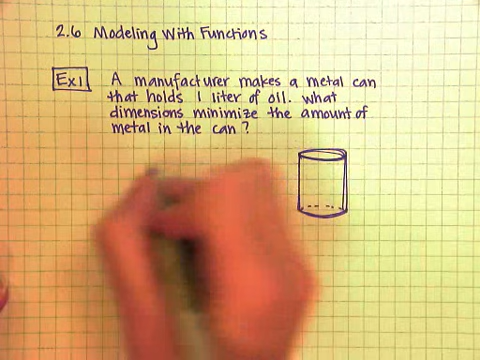 2.6 Modeling With Functions
Ex1 A manufacturer makes a metal can
that holds 1 liter of oil. What
dimensions minimize the amount of
metal in the can?